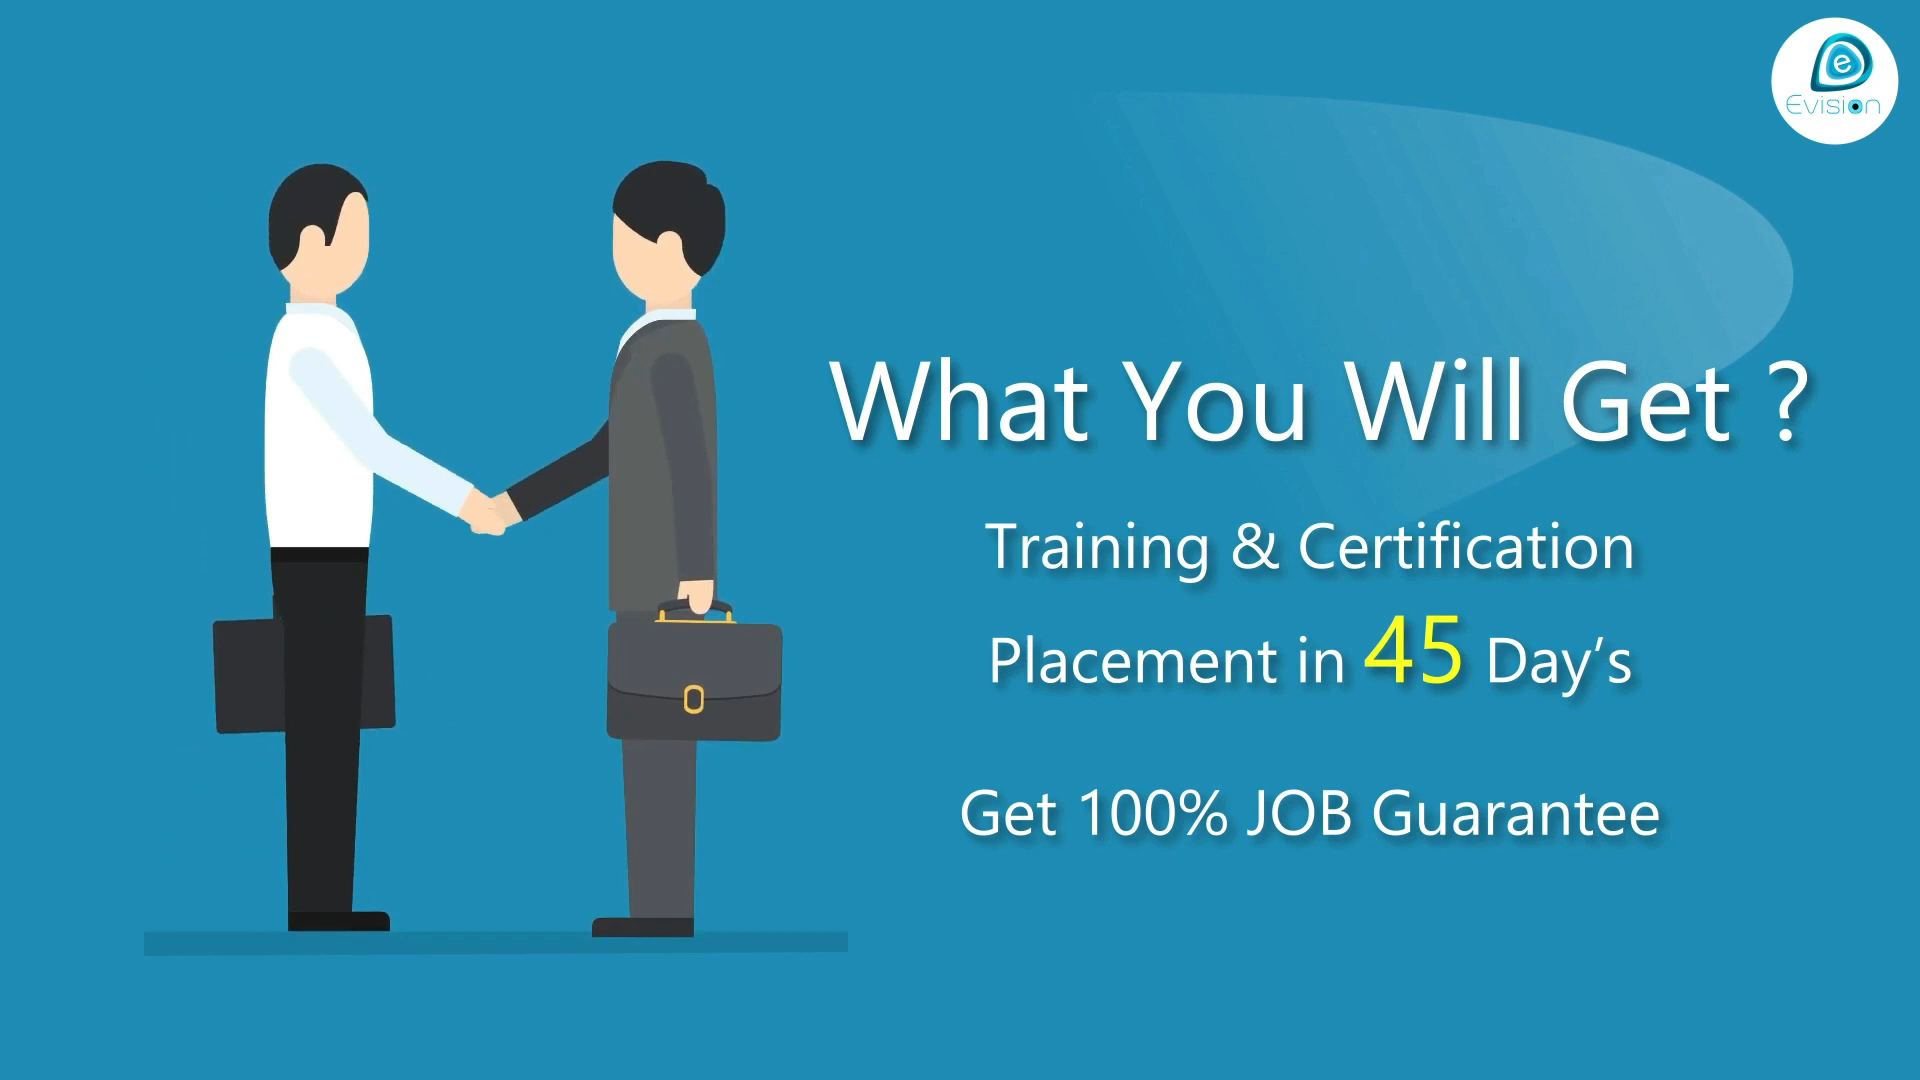 e
Evision
What You Will Get ?
Training & Certification
Placement in 45 Day's
Get 100% JOB Guarantee